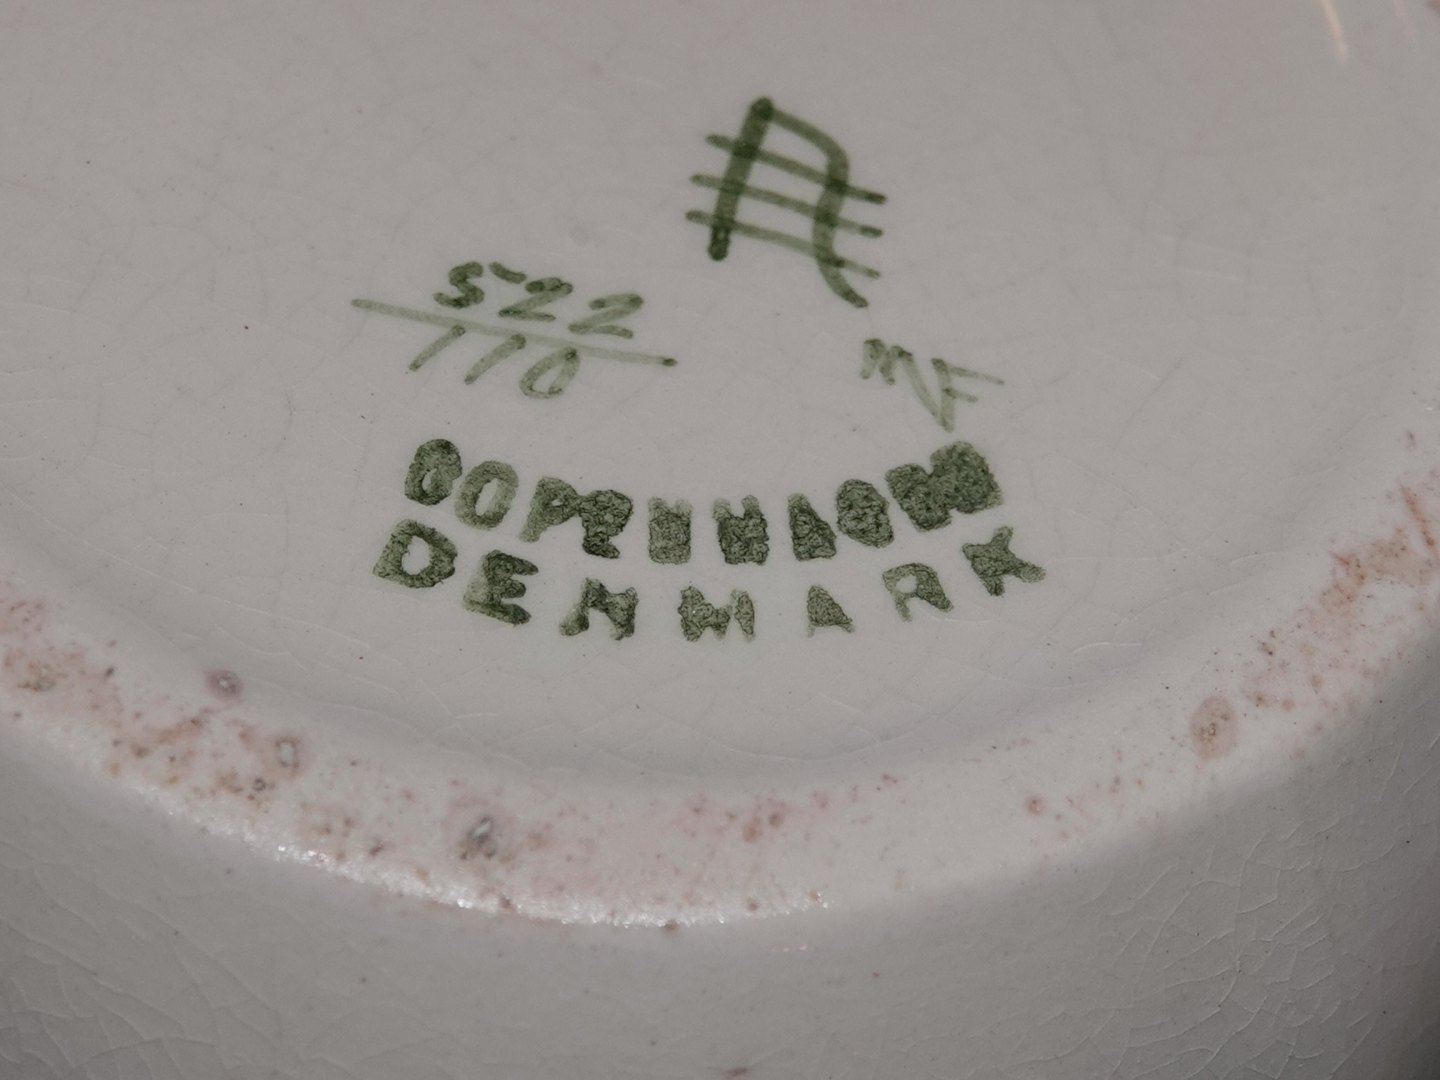 522
110
MF
COPENHAGEN
DENMARK